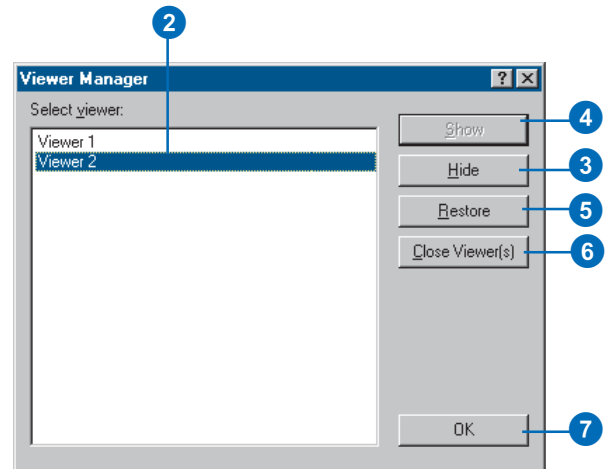 2
Viewer Manager
Select viewer:
Viewer 1
Viewer 2
Show
4
Hide
3
Restore
5
Close Viewer(s)
6
OK
7